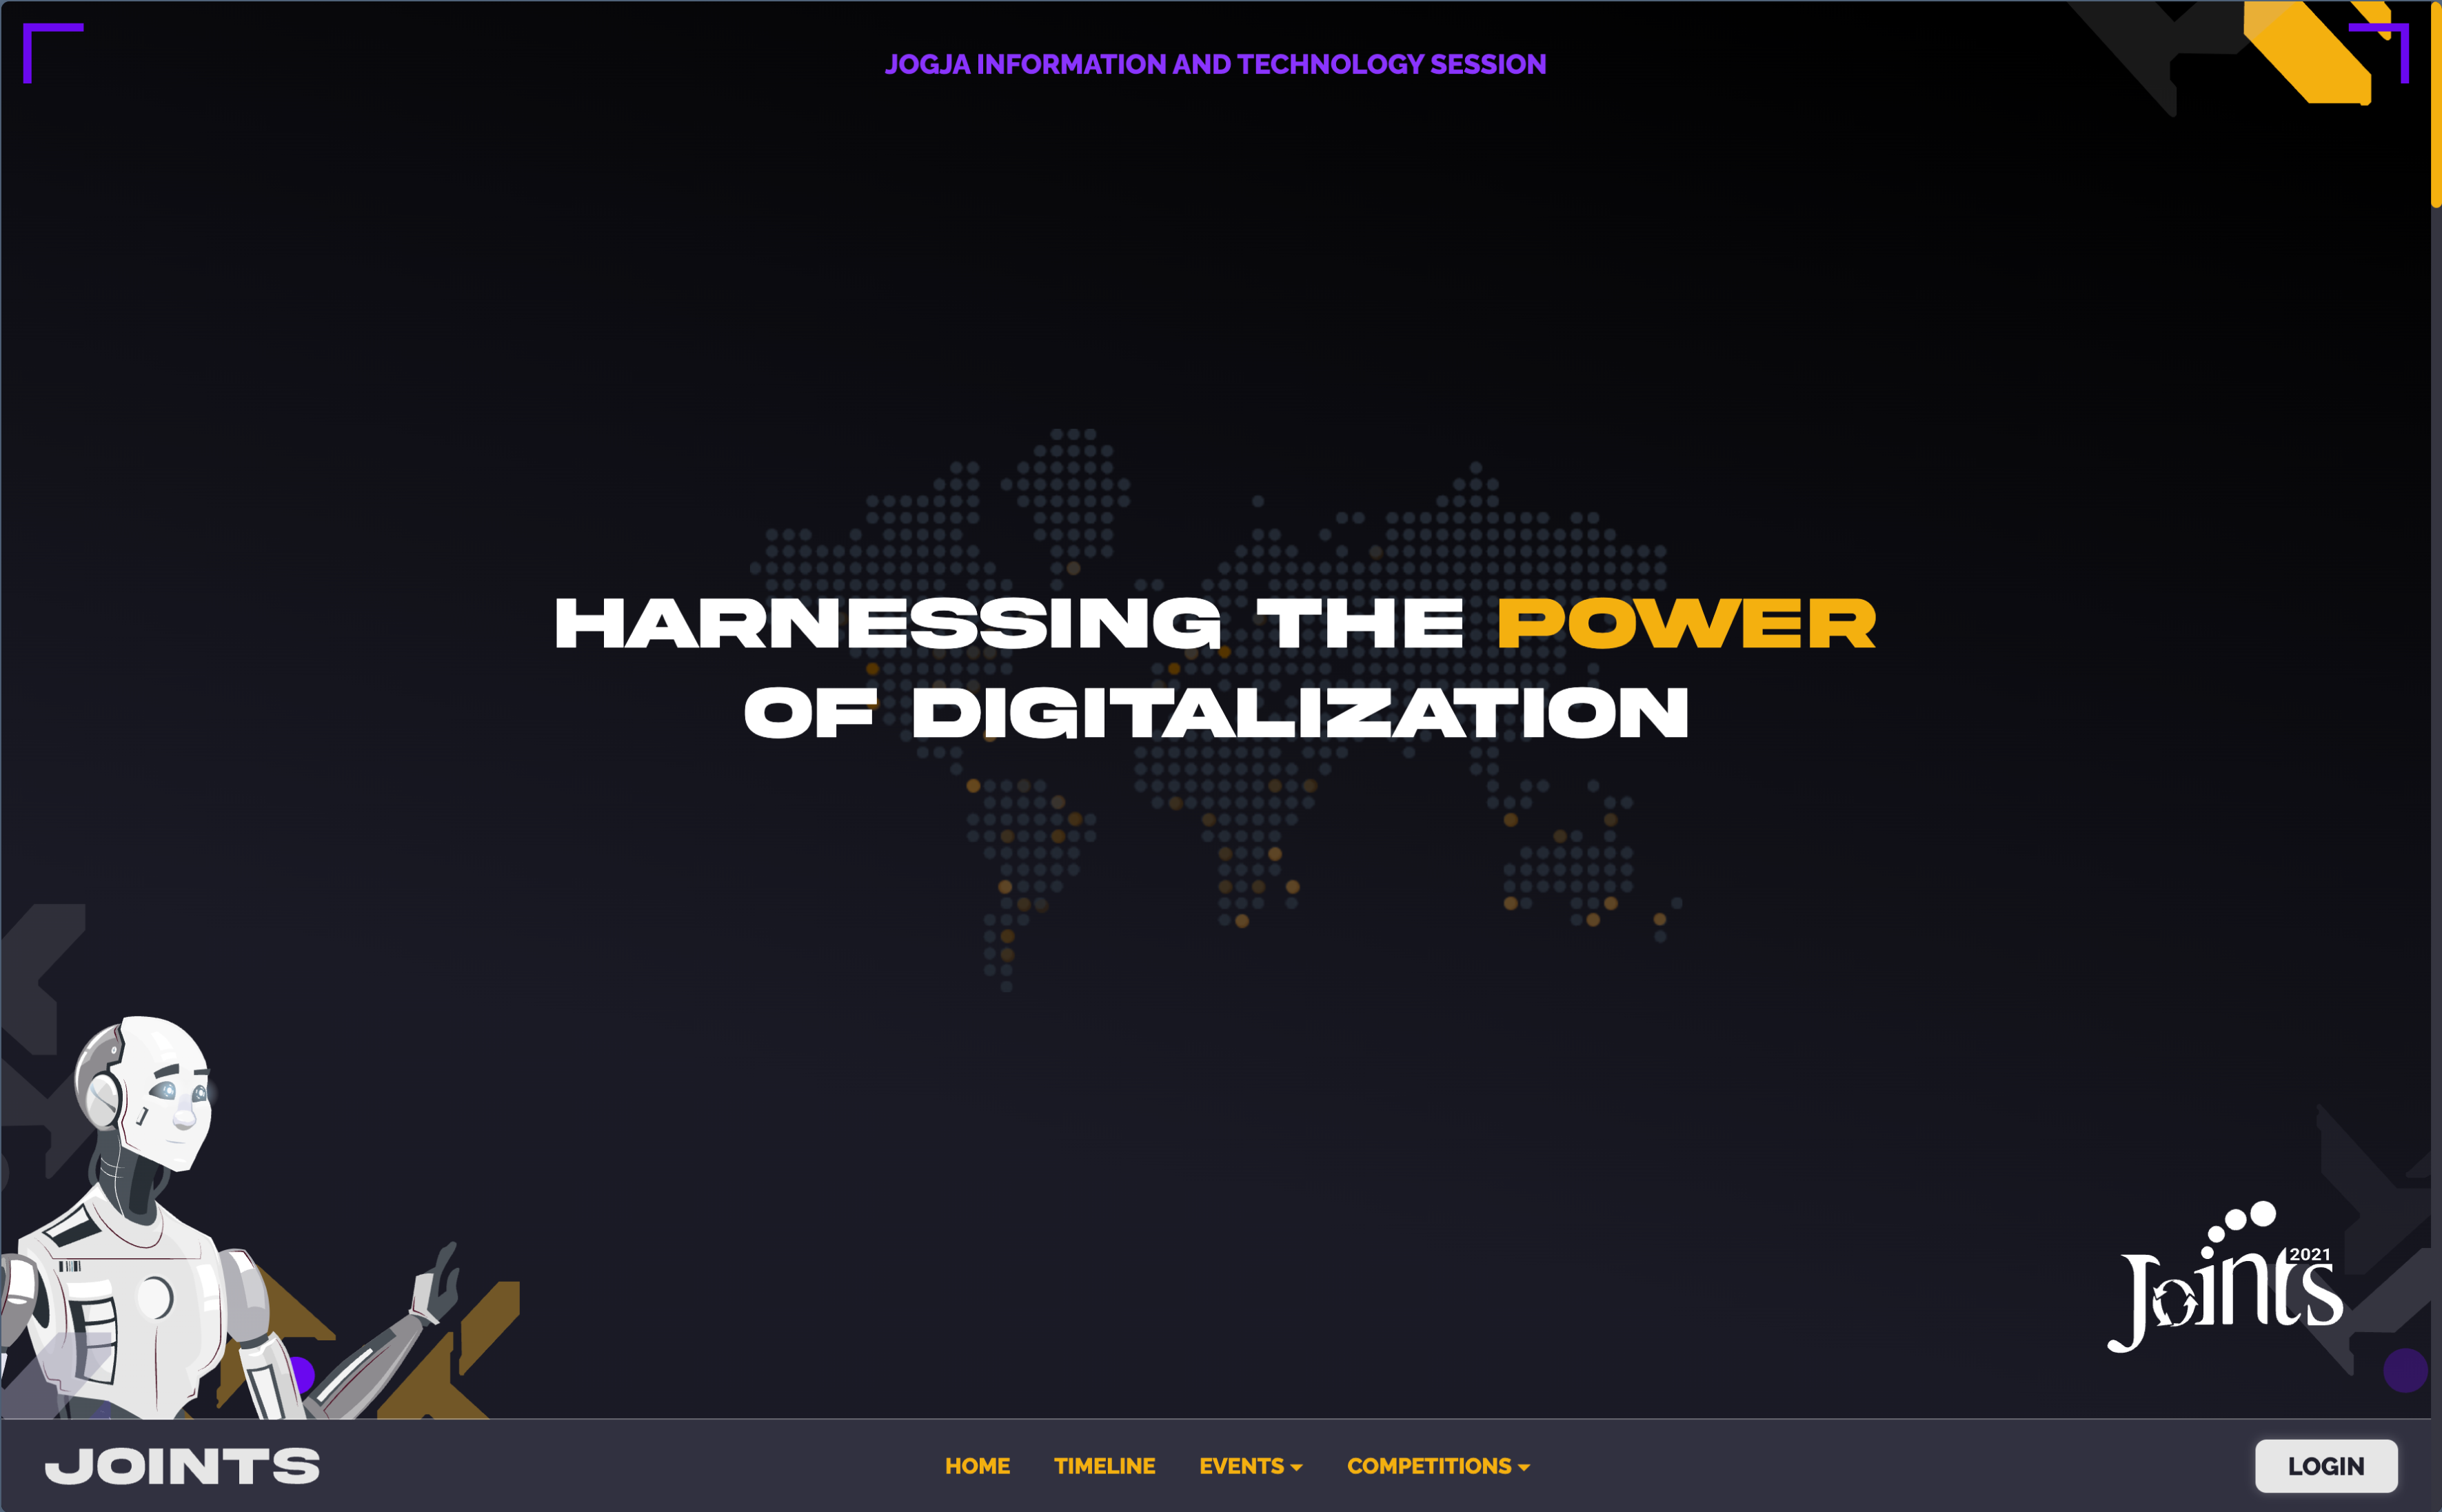 JOGJA INFORMATION AND TECHNOLOGY SESSION
HARNESSING THE POWER
OF DIGITALIZATION
2021
Joints
JOINTS
HOME TIMELINE EVENTS COMPETITIONS
LOGIN